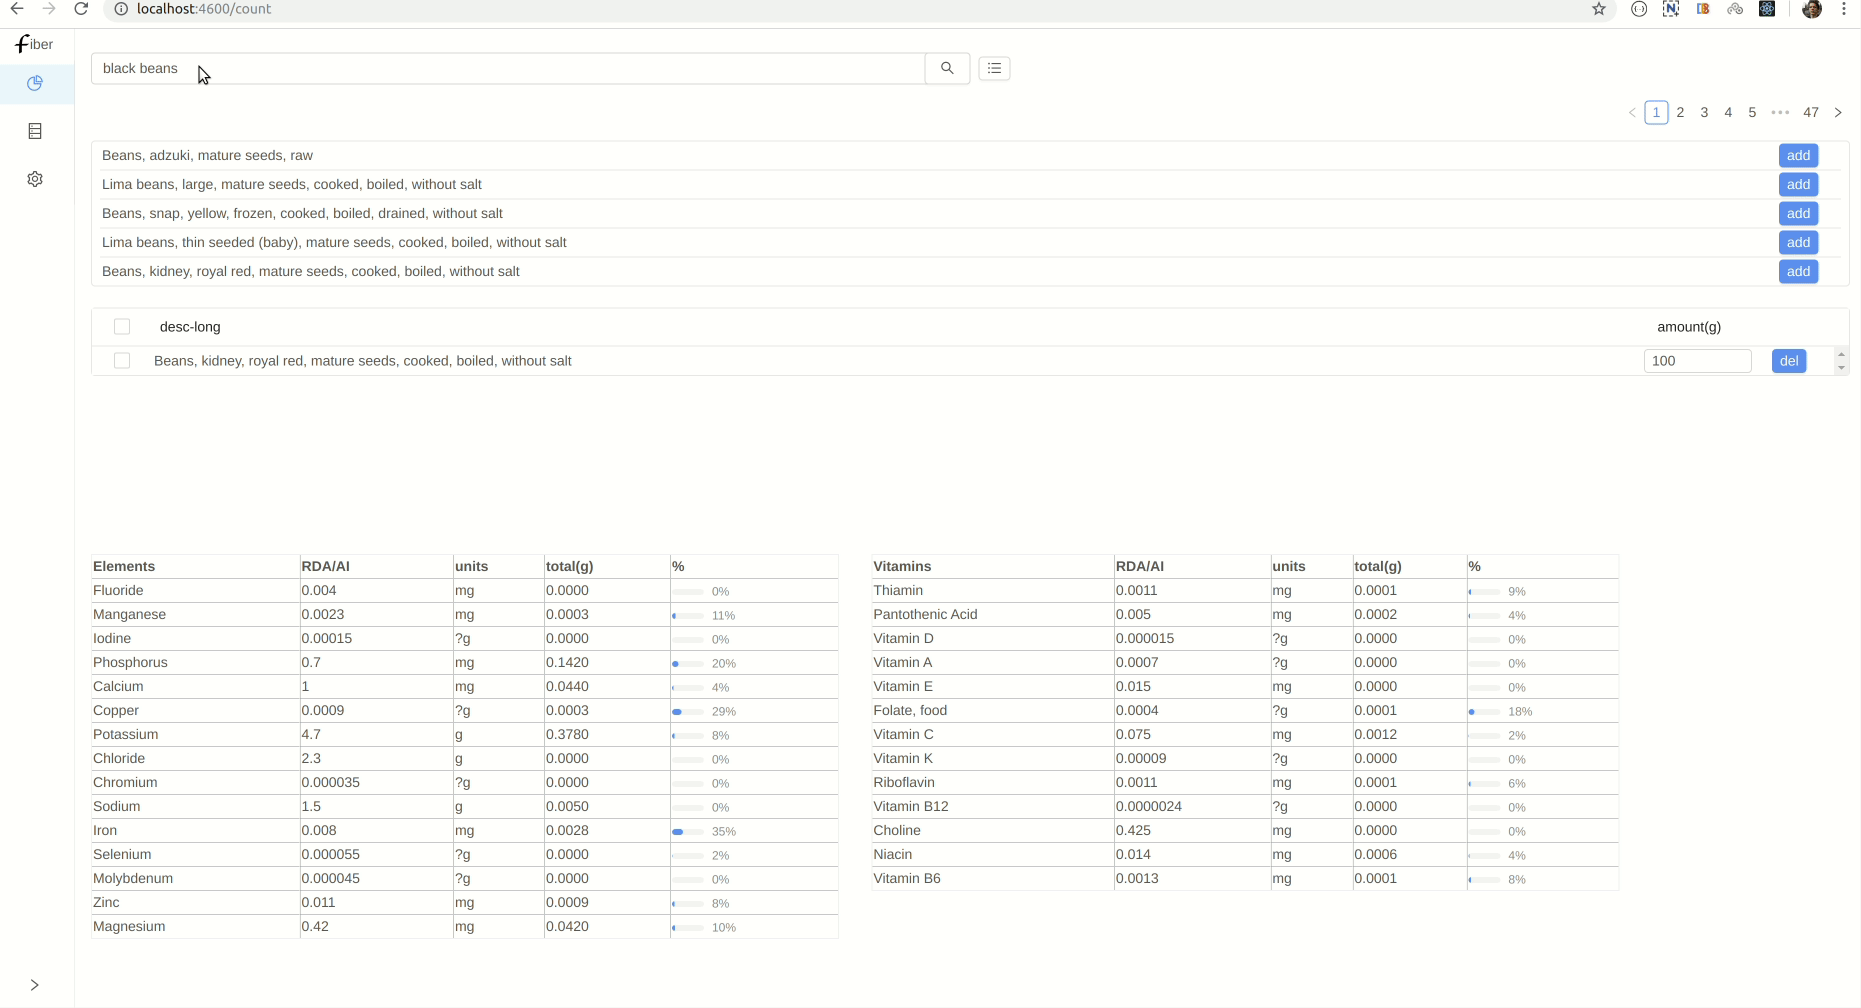 localhost:4600/count
fiber
black beans
1 2 3 4 5 ••• 47
Beans, adzuki, mature seeds, raw add
Lima beans, large, mature seeds, cooked, boiled, without salt add
Beans, snap, yellow, frozen, cooked, boiled, drained, without salt add
Lima beans, thin seeded (baby), mature seeds, cooked, boiled, without salt add
Beans, kidney, royal red, mature seeds, cooked, boiled, without salt add
desc-long amount(g)
Beans, kidney, royal red, mature seeds, cooked, boiled, without salt 100 del
Elements RDA/AI units total(g) %
Fluoride 0.004 mg 0.0000 0%
Manganese 0.0023 mg 0.0003 11%
Iodine 0.00015 ?g 0.0000 0%
Phosphorus 0.7 mg 0.1420 20%
Calcium 1 mg 0.0440 4%
Copper 0.0009 ?g 0.0003 29%
Potassium 4.7 g 0.3780 8%
Chloride 2.3 g 0.0000 0%
Chromium 0.000035 ?g 0.0000 0%
Sodium 1.5 g 0.0050 0%
Iron 0.008 mg 0.0028 35%
Selenium 0.000055 ?g 0.0000 2%
Molybdenum 0.000045 ?g 0.0000 0%
Zinc 0.011 mg 0.0009 8%
Magnesium 0.42 mg 0.0420 10%
Vitamins RDA/AI units total(g) %
Thiamin 0.0011 mg 0.0001 9%
Pantothenic Acid 0.005 mg 0.0002 4%
Vitamin D 0.000015 ?g 0.0000 0%
Vitamin A 0.0007 ?g 0.0000 0%
Vitamin E 0.015 mg 0.0000 0%
Folate, food 0.0004 ?g 0.0001 18%
Vitamin C 0.075 mg 0.0012 2%
Vitamin K 0.00009 ?g 0.0000 0%
Riboflavin 0.0011 mg 0.0001 6%
Vitamin B12 0.0000024 ?g 0.0000 0%
Choline 0.425 mg 0.0000 0%
Niacin 0.014 mg 0.0006 4%
Vitamin B6 0.0013 mg 0.0001 8%